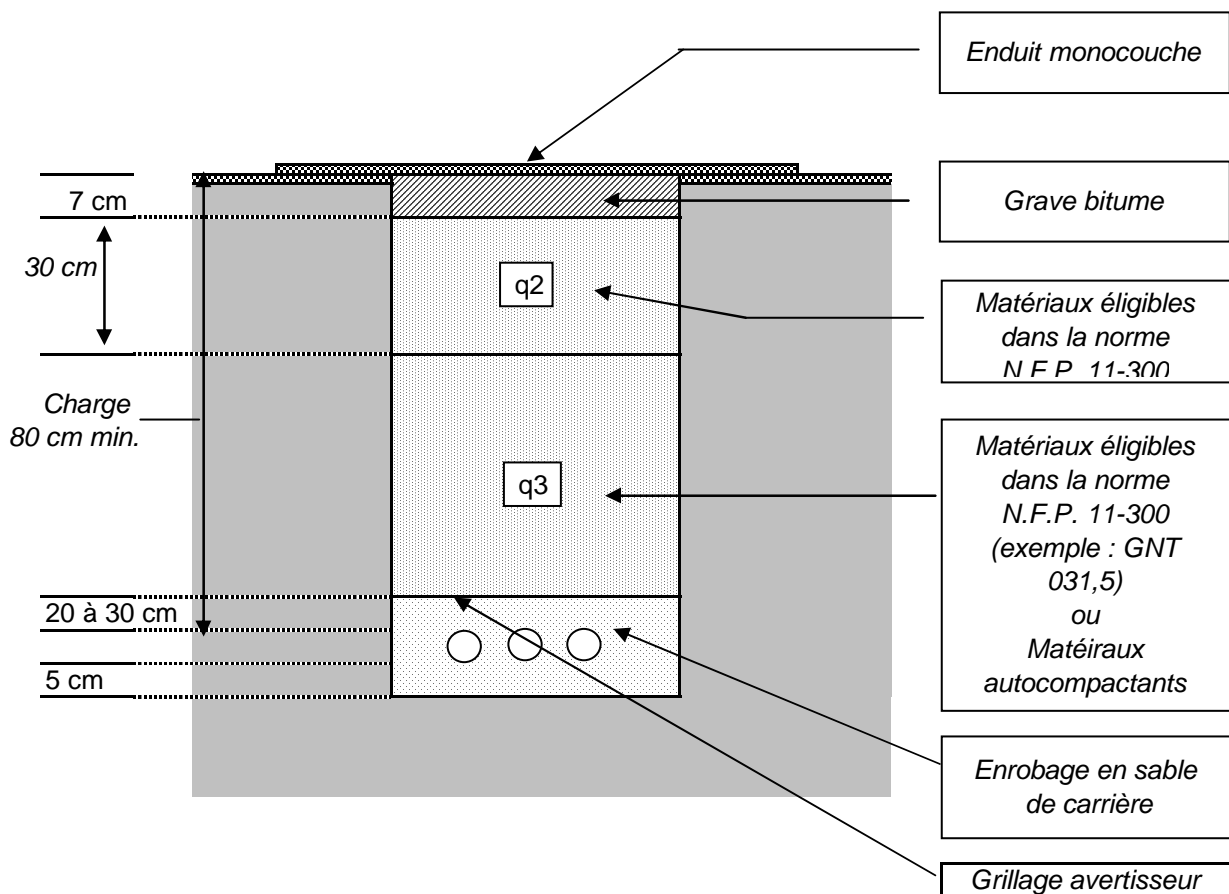 Enduit monocouche
7 cm
Grave bitume
30 cm
q2
Matériaux éligibles
dans la norme
N.F.P. 11-300
Charge
80 cm min.
q3
Matériaux éligibles
dans la norme
N.F.P. 11-300
(exemple : GNT
031,5)
ou
Matéiraux
autocompactants
20 à 30 cm
5 cm
Enrobage en sable
de carrière
Grillage avertisseur